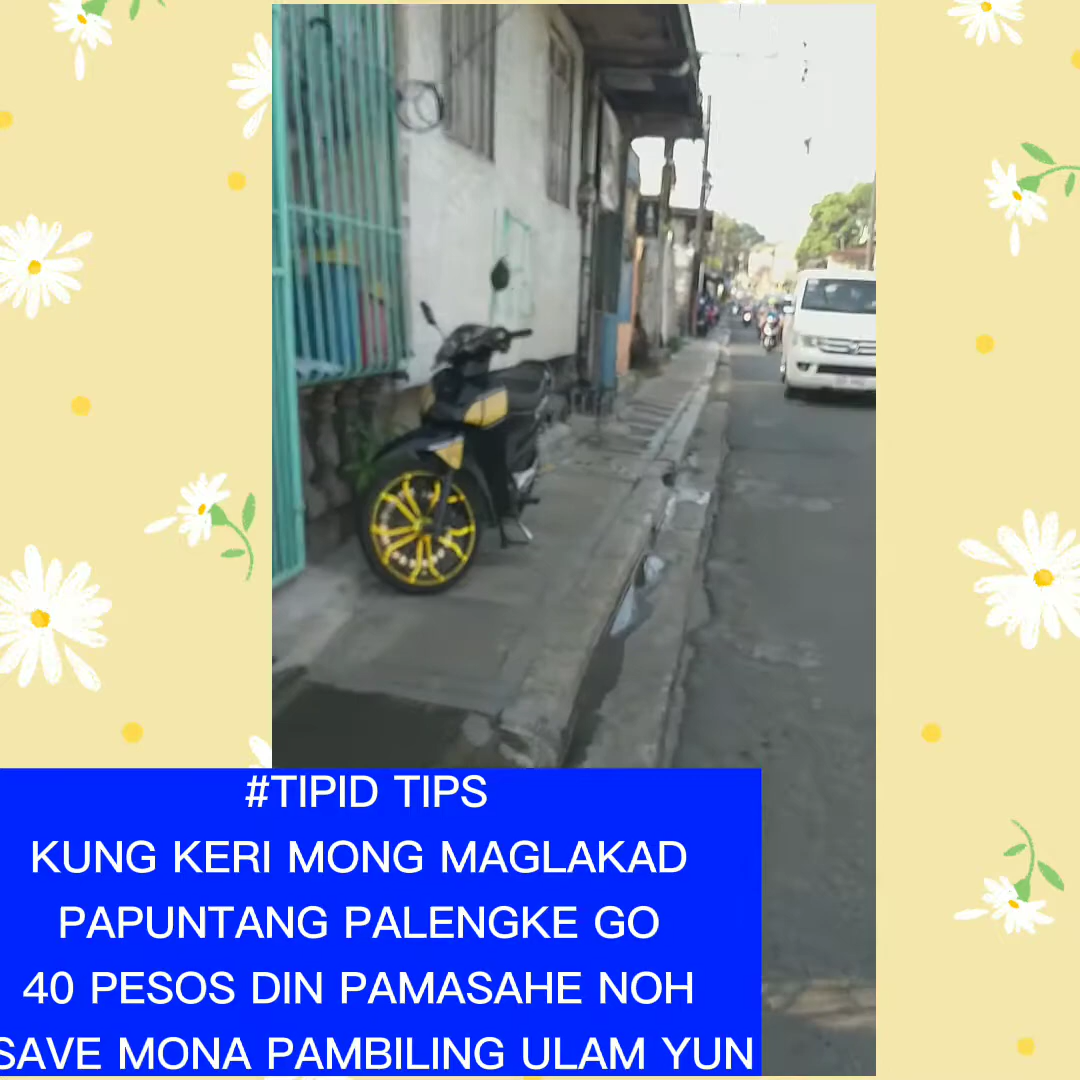 #TIPID TIPS
KUNG KERI MONG MAGLAKAD
PAPUNTANG PALENGKE GO
40 PESOS DIN PAMASAHE NOH
SAVE MONA PAMBILING ULAM YUN